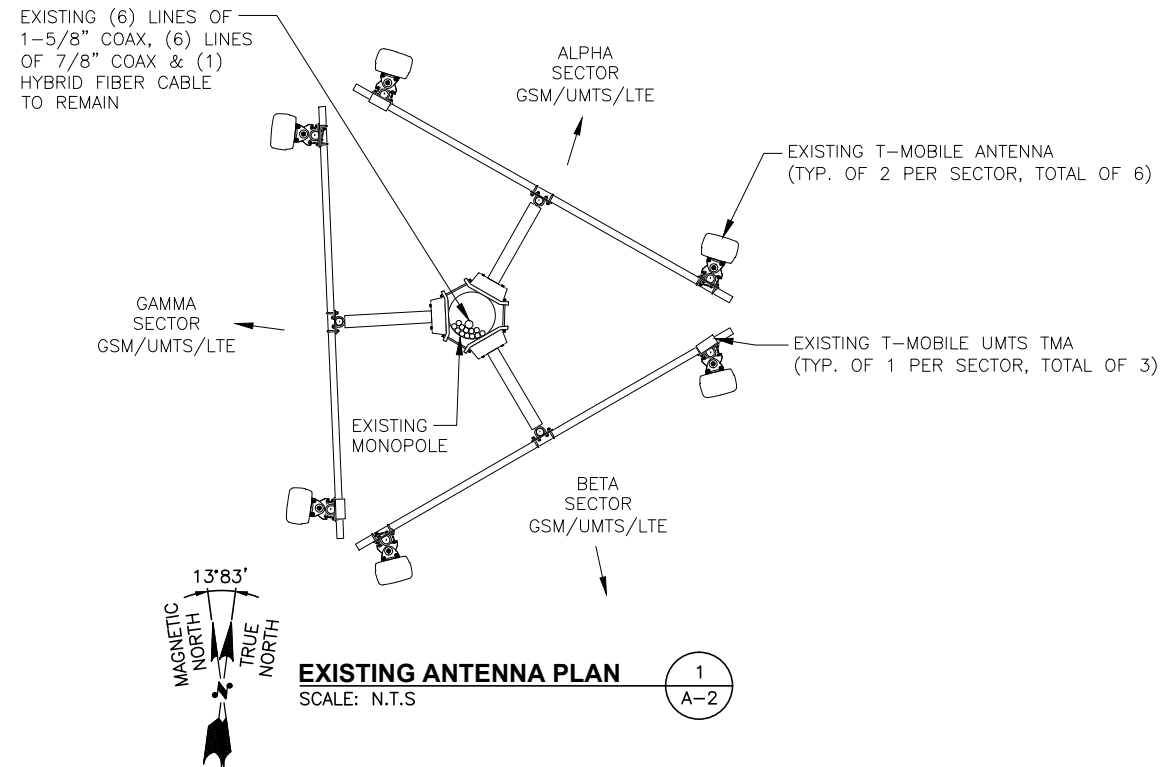 EXISTING (6) LINES OF
1-5/8" COAX, (6) LINES
OF 7/8" COAX & (1)
HYBRID FIBER CABLE
TO REMAIN
ALPHA
SECTOR
GSM/UMTS/LTE
EXISTING T-MOBILE ANTENNA
(TYP. OF 2 PER SECTOR, TOTAL OF 6)
GAMMA
SECTOR
GSM/UMTS/LTE
EXISTING T-MOBILE UMTS TMA
(TYP. OF 1 PER SECTOR, TOTAL OF 3)
EXISTING
MONOPOLE
BETA
SECTOR
GSM/UMTS/LTE
13°83'
MAGNETIC
NORTH
TRUE
NORTH
N
EXISTING ANTENNA PLAN
SCALE: N.T.S
1
A-2